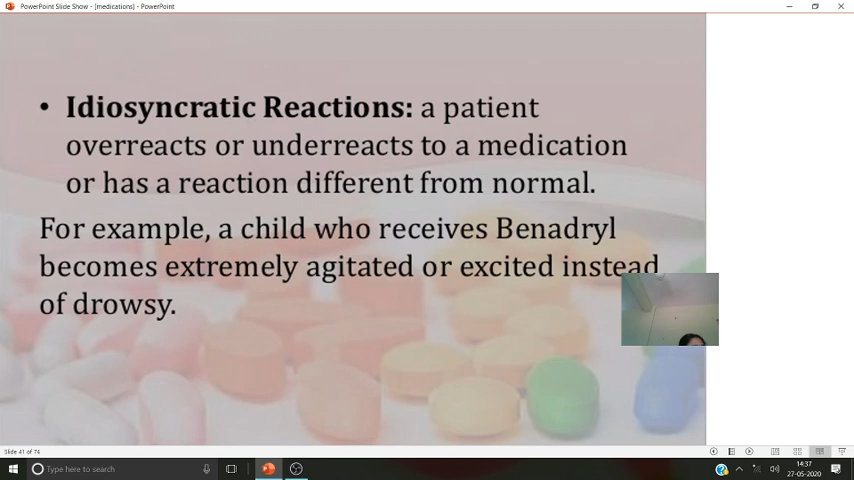 PowerPoint Slide Show - [medications] - PowerPoint
• Idiosyncratic Reactions: a patient
overreacts or underreacts to a medication
or has a reaction different from normal.
For example, a child who receives Benadryl
becomes extremely agitated or excited instead
of drowsy.
Slide 41 of 74
Type here to search
14:37
27-05-2020